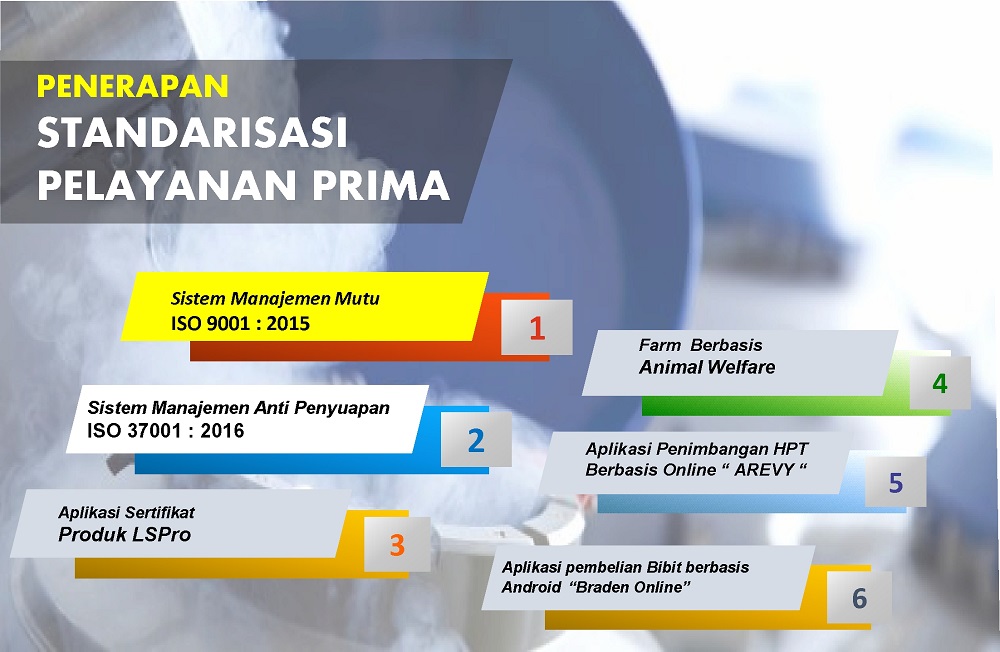 PENERAPAN
STANDARISASI
PELAYANAN PRIMA
Sistem Manajemen Mutu
ISO 9001 : 2015
1
Sistem Manajemen Anti Penyuapan
ISO 37001 : 2016
2
Aplikasi Sertifikat
Produk LSPro
3
Farm Berbasis
Animal Welfare
4
Aplikasi Penimbangan HPT
Berbasis Online “ AREVY “
5
Aplikasi pembelian Bibit berbasis
Android “Braden Online”
6